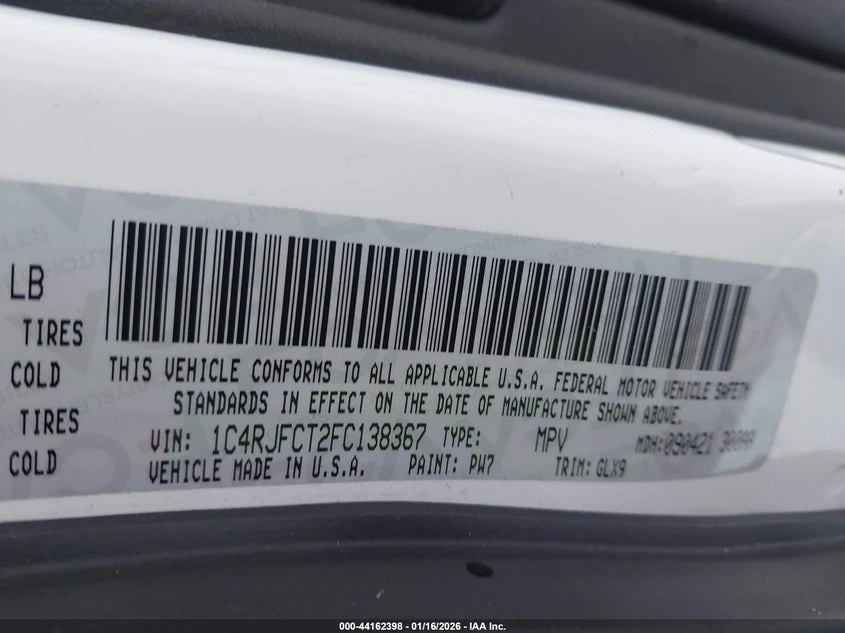 LB
TIRES
COLD
TIRES
COLD
THIS VEHICLE CONFORMS TO ALL APPLICABLE U.S.A. FEDERAL MOTOR VEHICLE SAFETY
STANDARDS IN EFFECT ON THE DATE OF MANUFACTURE SHOWN ABOVE.
VIN: 1C4RJFCT2FC138367 TYPE: MPV MDH:
VEHICLE MADE IN U.S.A. PAINT: PW7 TRIM: GLX9
000-44162398 - 01/16/2026 - IAA Inc.